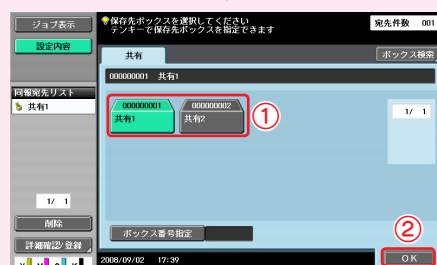 ジョブ表示
設定内容
保存先ボックスを選択してください
テンキーで保存先ボックスを指定できます
宛先件数 001
共有
ボックス検索
000000001 共有1
同報宛先リスト
共有1
000000001
共有1
000000002
共有2
①
1/ 1
1/ 1
削除
詳細確認/登録
ボックス番号指定
②
OK
2008/09/02 17:39
Y M C K